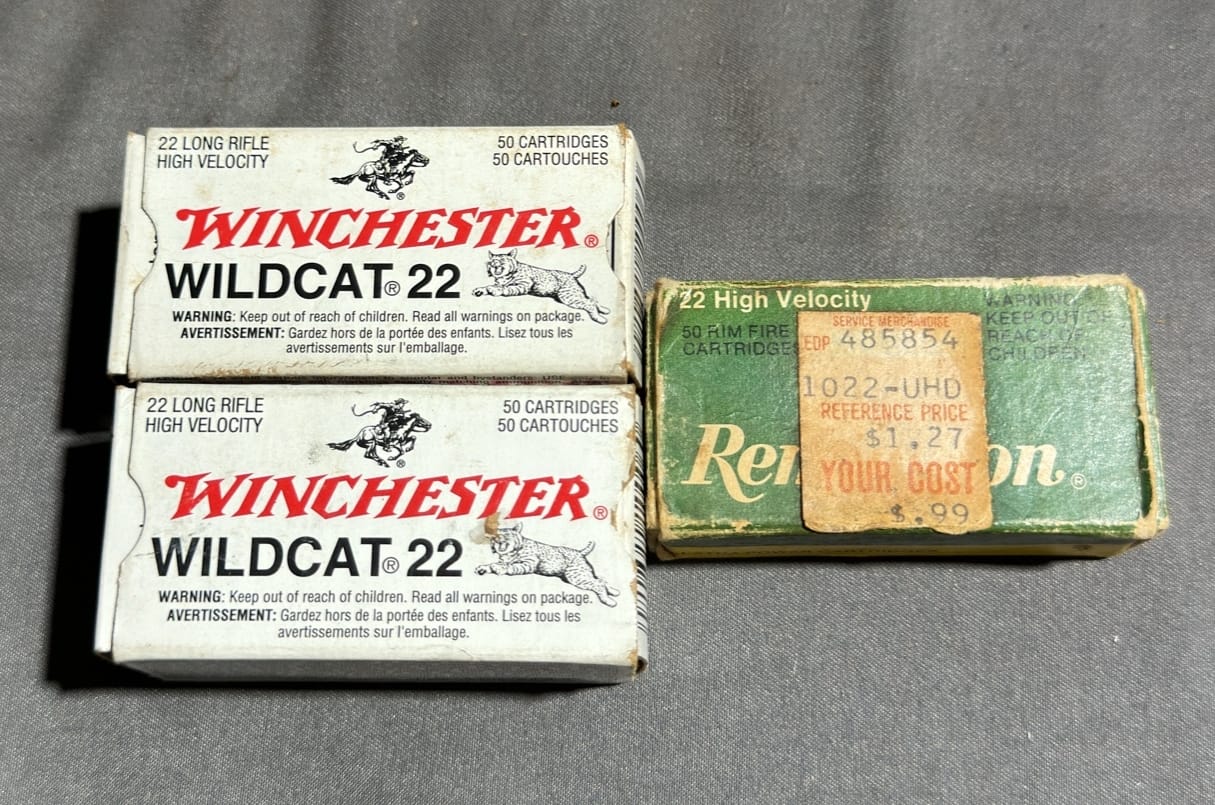 22 LONG RIFLE
HIGH VELOCITY
50 CARTRIDGES
50 CARTOUCHES
WINCHESTER®
WILDCAT® 22
WARNING: Keep out of reach of children. Read all warnings on package.
AVERTISSEMENT: Gardez hors de la portée des enfants. Lisez tous les
avertissements sur l'emballage.
22 LONG RIFLE
HIGH VELOCITY
50 CARTRIDGES
50 CARTOUCHES
WINCHESTER®
WILDCAT® 22
WARNING: Keep out of reach of children. Read all warnings on package.
AVERTISSEMENT: Gardez hors de la portée des enfants. Lisez tous les
avertissements sur l'emballage.
22 High Velocity
50 RIM FIRE
CARTRIDGES
WARNING
KEEP OUT OF
REACH OF
CHILDREN
SERVICE MERCHANDISE
EDP 485854
1022-UHD
REFERENCE PRICE
$1.27
YOUR COST
$.99
Rem on®